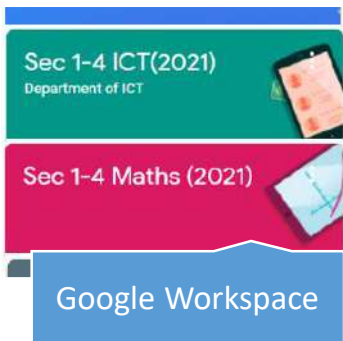 Sec 1-4 ICT(2021)
Department of ICT
Sec 1-4 Maths (2021)
Google Workspace